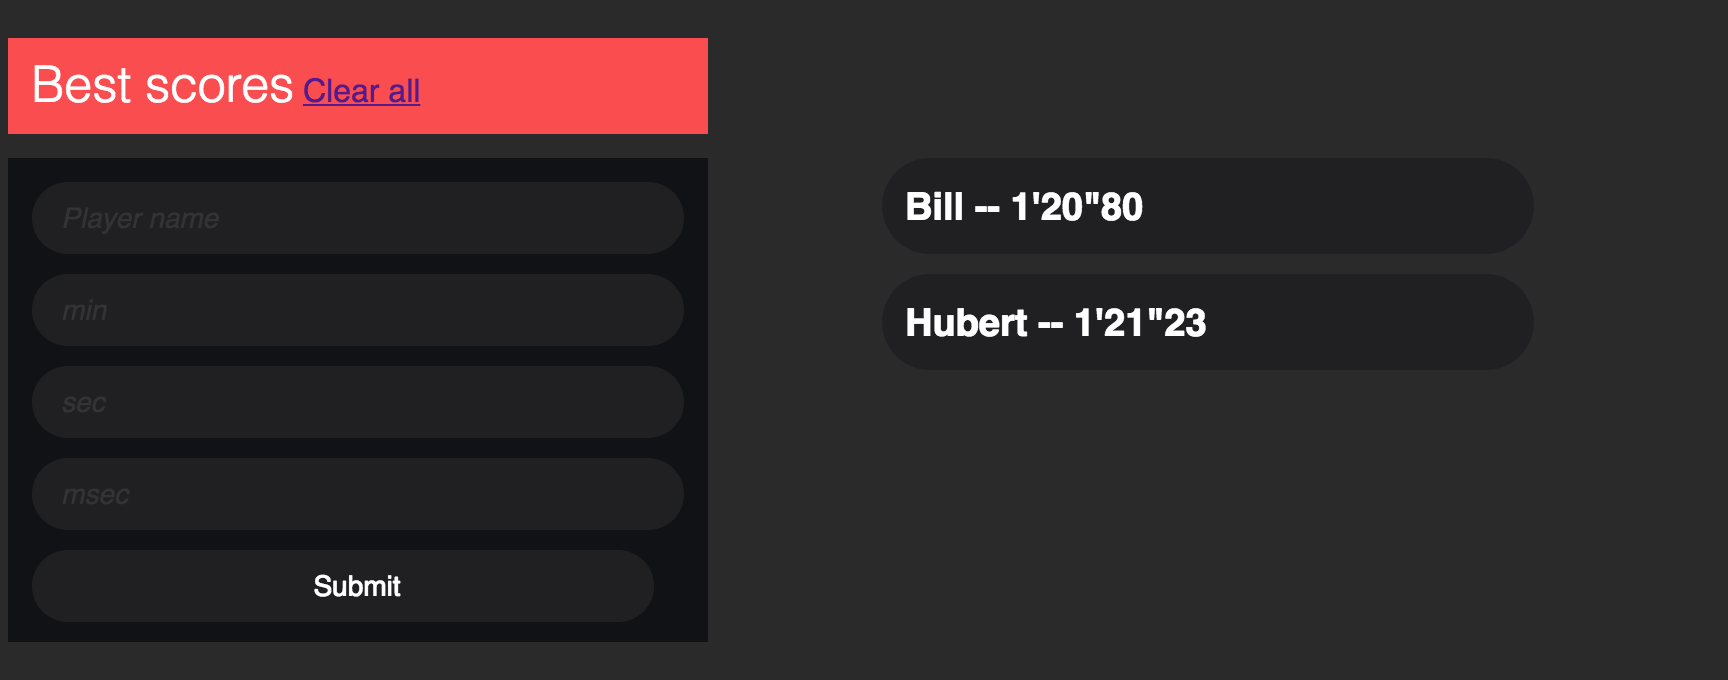 Best scores Clear all
Player name
min
sec
msec
Submit
Bill -- 1'20"80
Hubert -- 1'21"23